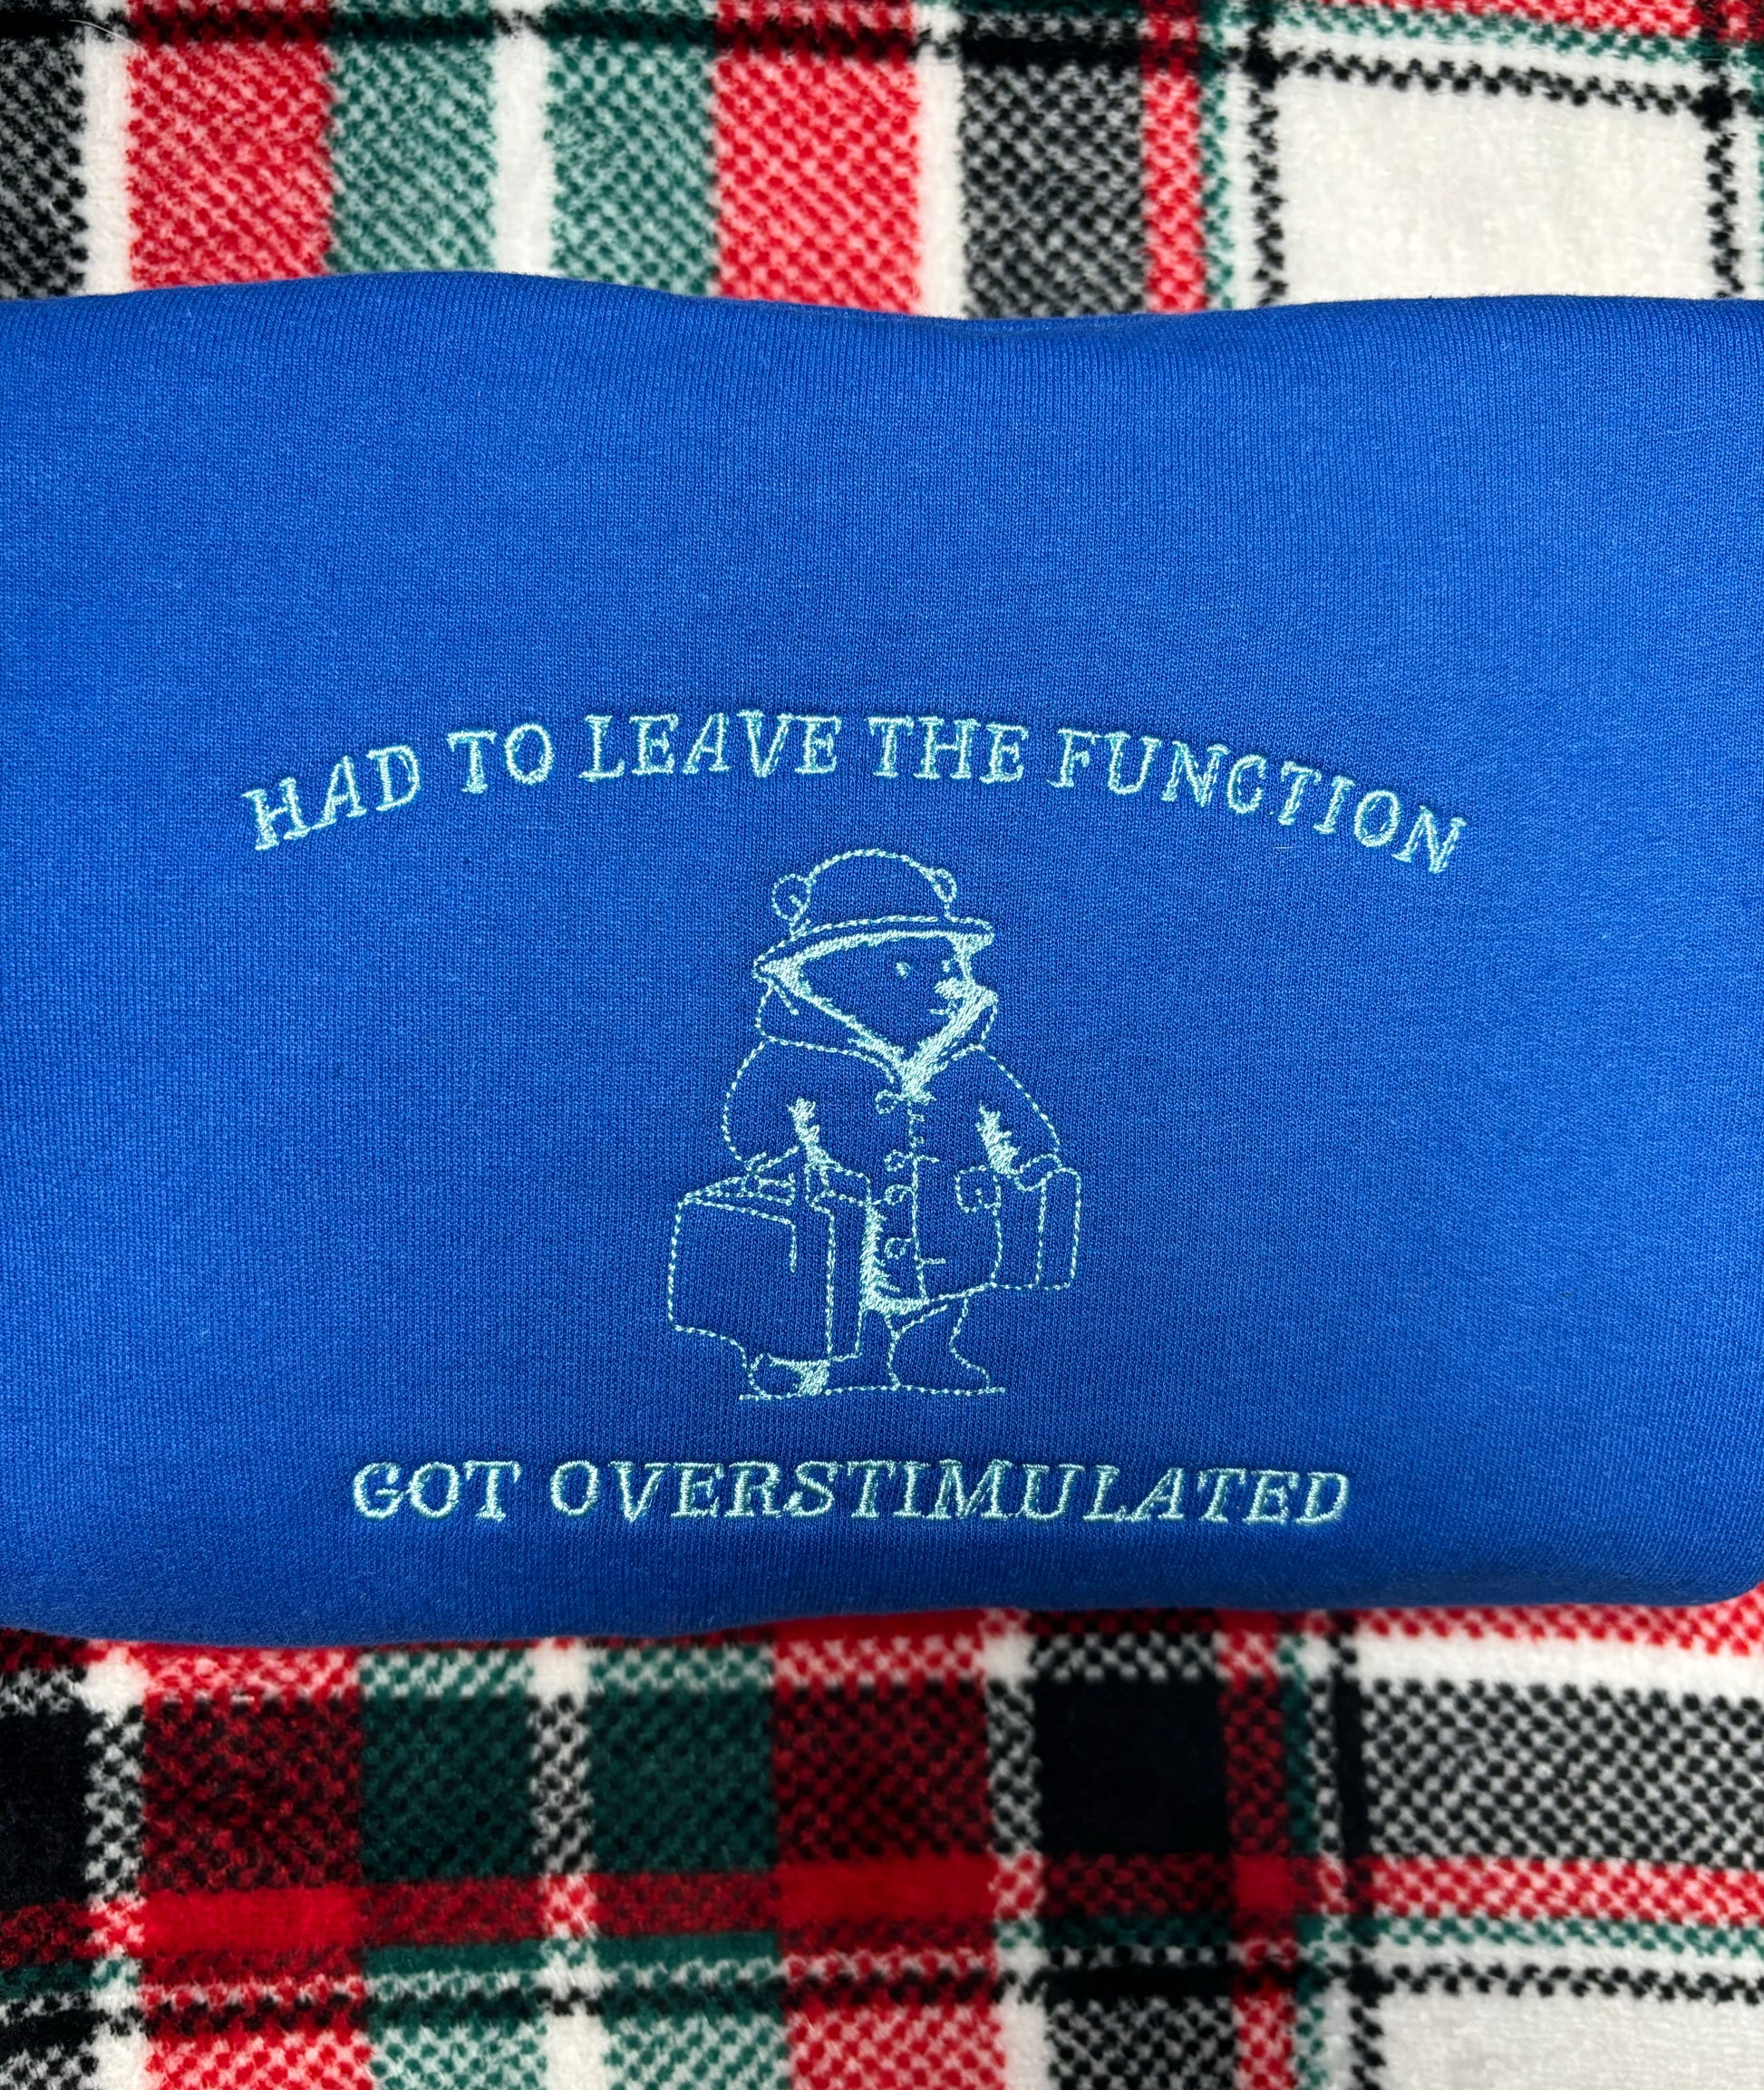 HAD TO LEAVE THE FUNCTION
GOT OVERSTIMULATED